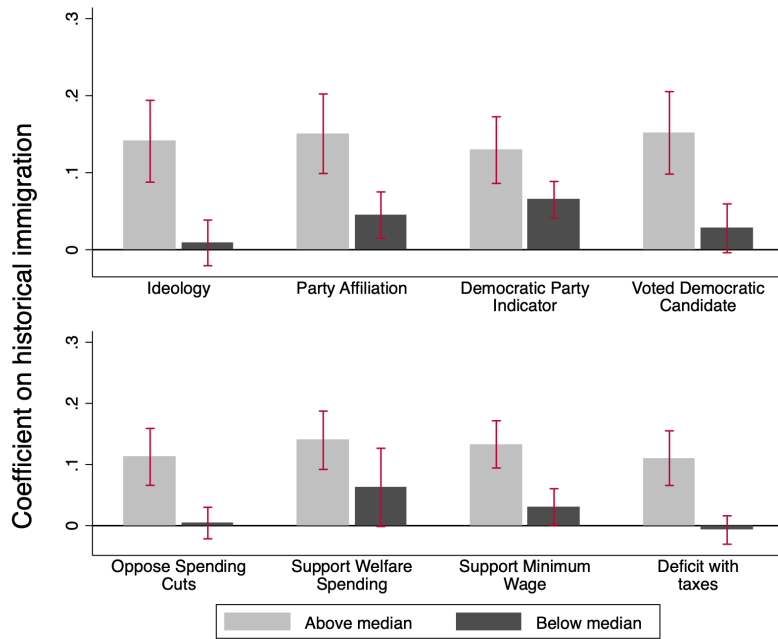 Coefficient on historical immigration
.3
.2
.1
0
Ideology
Party Affiliation
Democratic Party
Indicator
Voted Democratic
Candidate
.3
.2
.1
0
Oppose Spending
Cuts
Support Welfare
Spending
Support Minimum
Wage
Deficit with
taxes
Above median
Below median